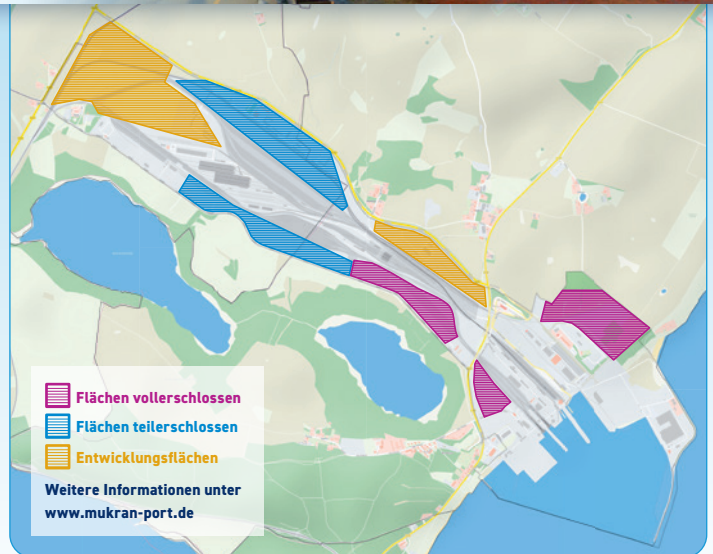 Flächen vollerschlossen
Flächen teilerschlossen
Entwicklungsflächen
Weitere Informationen unter
www.mukran-port.de